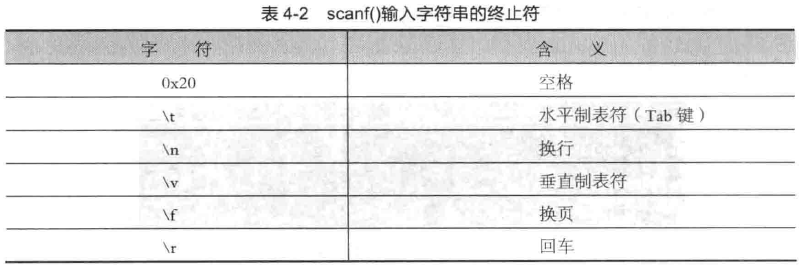 表 4-2 scanf()输入字符串的终止符
字 符 含 义
0x20 空格
\t 水平制表符（Tab 键）
\n 换行
\v 垂直制表符
\f 换页
\r 回车